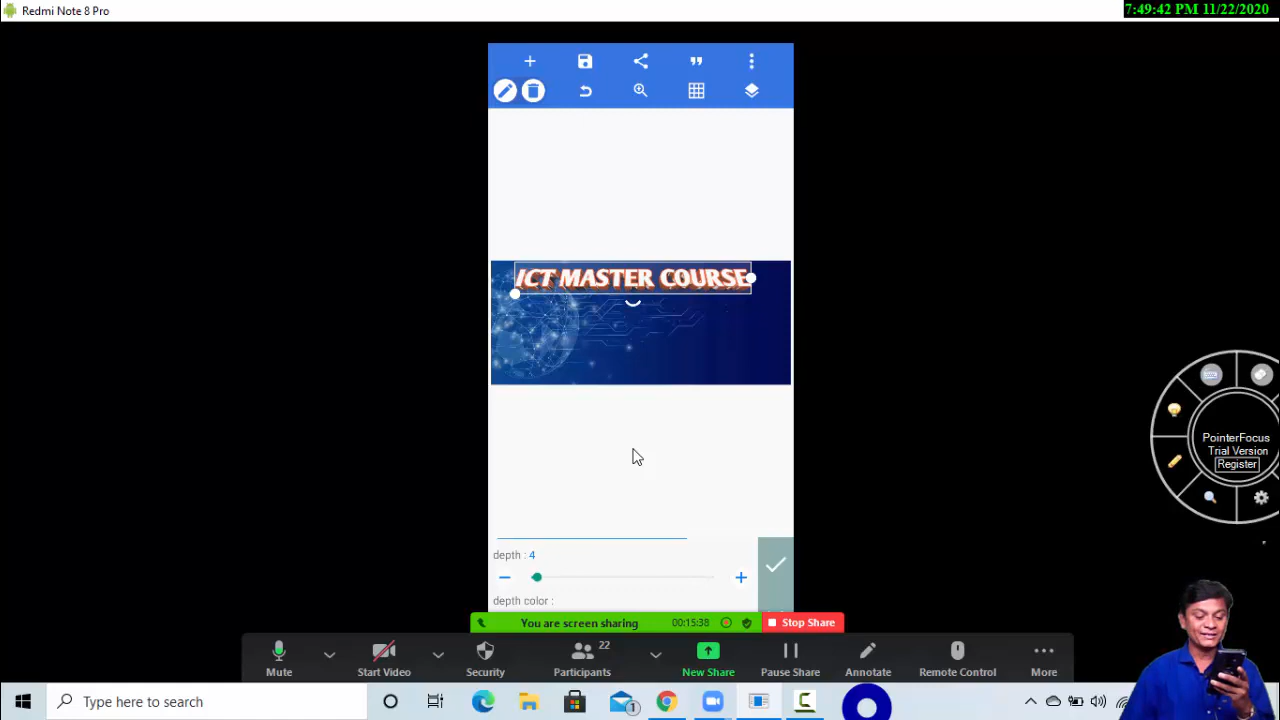 Redmi Note 8 Pro
7:49:42 PM 11/22/2020
ICT MASTER COURSE
PointerFocus
Trial Version
Register
depth : 4
depth color :
You are screen sharing
00:15:38
Stop Share
22
Mute
Start Video
Security
Participants
New Share
Pause Share
Annotate
Remote Control
More
Type here to search
1